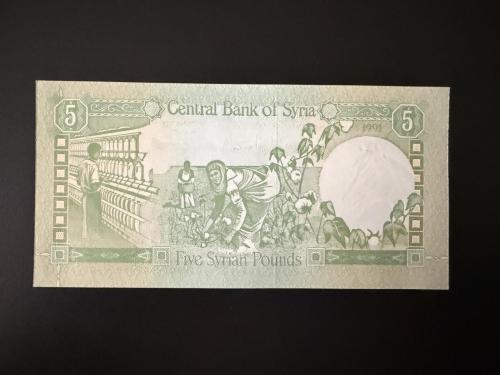 5 Central Bank of Syria 5
1991
Five Syrian Pounds